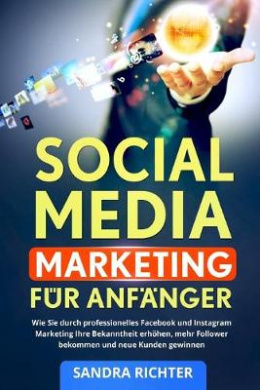 SOCIAL
MEDIA
MARKETING
FÜR ANFÄNGER
Wie Sie durch professionelles Facebook und Instagram
Marketing Ihre Bekanntheit erhöhen, mehr Follower
bekommen und neue Kunden gewinnen
SANDRA RICHTER